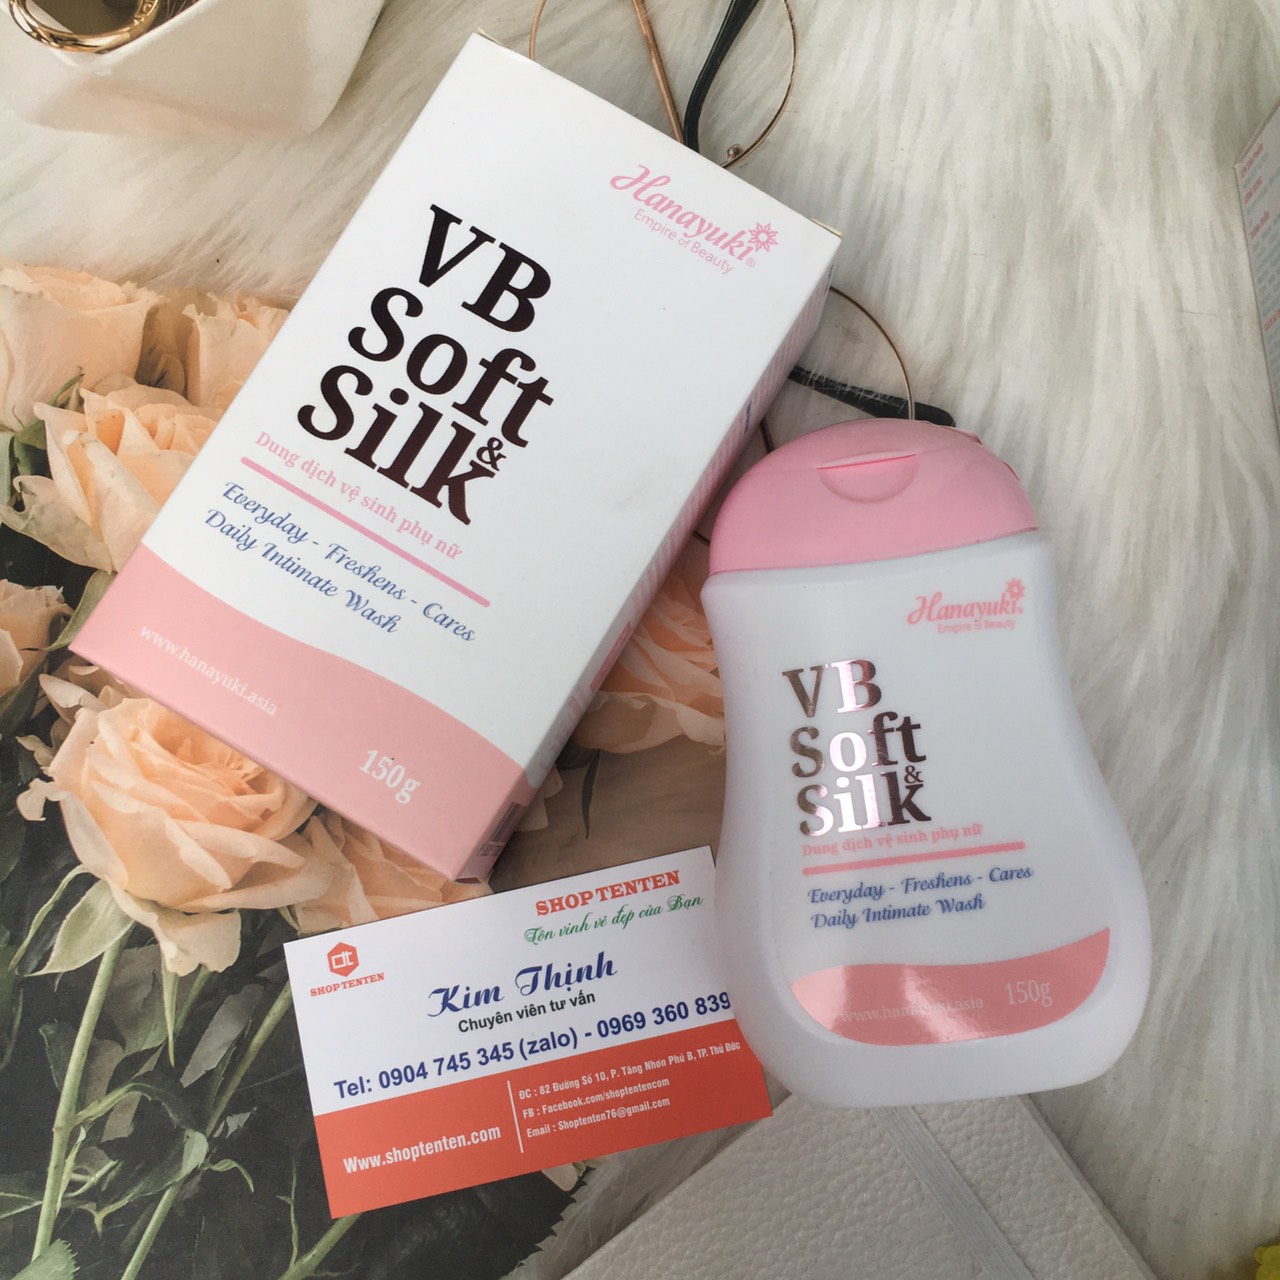 Hanayuki®
Empire of Beauty
VB
Soft
&
Silk
Dung dịch vệ sinh phụ nữ
Everyday - Freshens - Cares
Daily Intimate Wash
www.hanayuki.asia
150g
Hanayuki®
Empire of Beauty
VB
Soft
&
Silk
Dung dịch vệ sinh phụ nữ
Everyday - Freshens - Cares
Daily Intimate Wash
www.hanayuki.asia
150g
SHOP TENTEN
Tôn vinh vẻ đẹp của Bạn
SHOP TENTEN
Kim Thịnh
Chuyên viên tư vấn
Tel: 0904 745 345 (zalo) - 0969 360 839
Www.shoptenten.com
ĐC : 82 Đường Số 10, P. Tăng Nhơn Phú B, TP. Thủ Đức
FB : Facebook.com/shoptentencom
Email : Shoptenten76@gmail.com